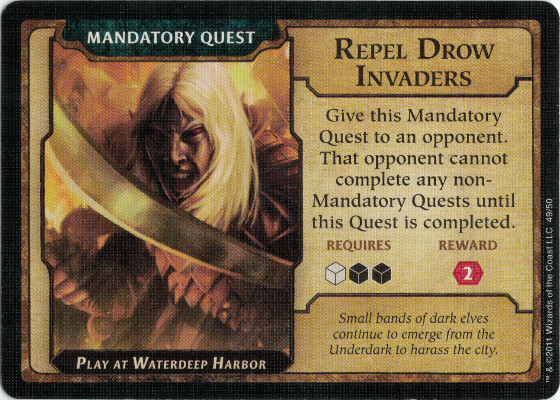 MANDATORY QUEST
REPEL DROW
INVADERS
Give this Mandatory
Quest to an opponent.
That opponent cannot
complete any non-
Mandatory Quests until
this Quest is completed.
REQUIRES REWARD
2
Small bands of dark elves
continue to emerge from the
Underdark to harass the city.
PLAY AT WATERDEEP HARBOR
™ & ©2011 Wizards of the Coast LLC 49/50